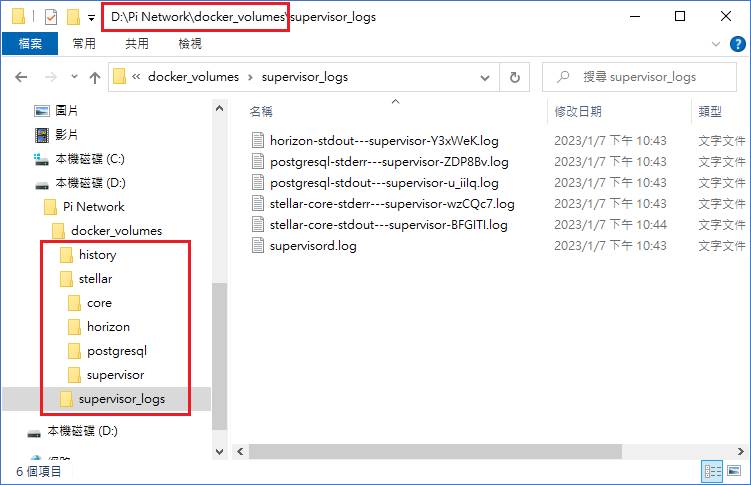 D:\Pi Network\docker_volumes\supervisor_logs
檔案 常用 共用 檢視
docker_volumes supervisor_logs
搜尋 supervisor_logs
圖片
影片
本機磁碟 (C:)
本機磁碟 (D:)
Pi Network
docker_volumes
history
stellar
core
horizon
postgresql
supervisor
supervisor_logs
本機磁碟 (D:)
名稱 修改日期 類型
horizon-stdout---supervisor-Y3xWeK.log 2023/1/7 下午 10:43 文字文件
postgresql-stderr---supervisor-ZDP8Bv.log 2023/1/7 下午 10:43 文字文件
postgresql-stdout---supervisor-u_iilq.log 2023/1/7 下午 10:43 文字文件
stellar-core-stderr---supervisor-wzCQc7.log 2023/1/7 下午 10:43 文字文件
stellar-core-stdout---supervisor-BFGITI.log 2023/1/7 下午 10:44 文字文件
supervisord.log 2023/1/7 下午 10:43 文字文件
6 個項目